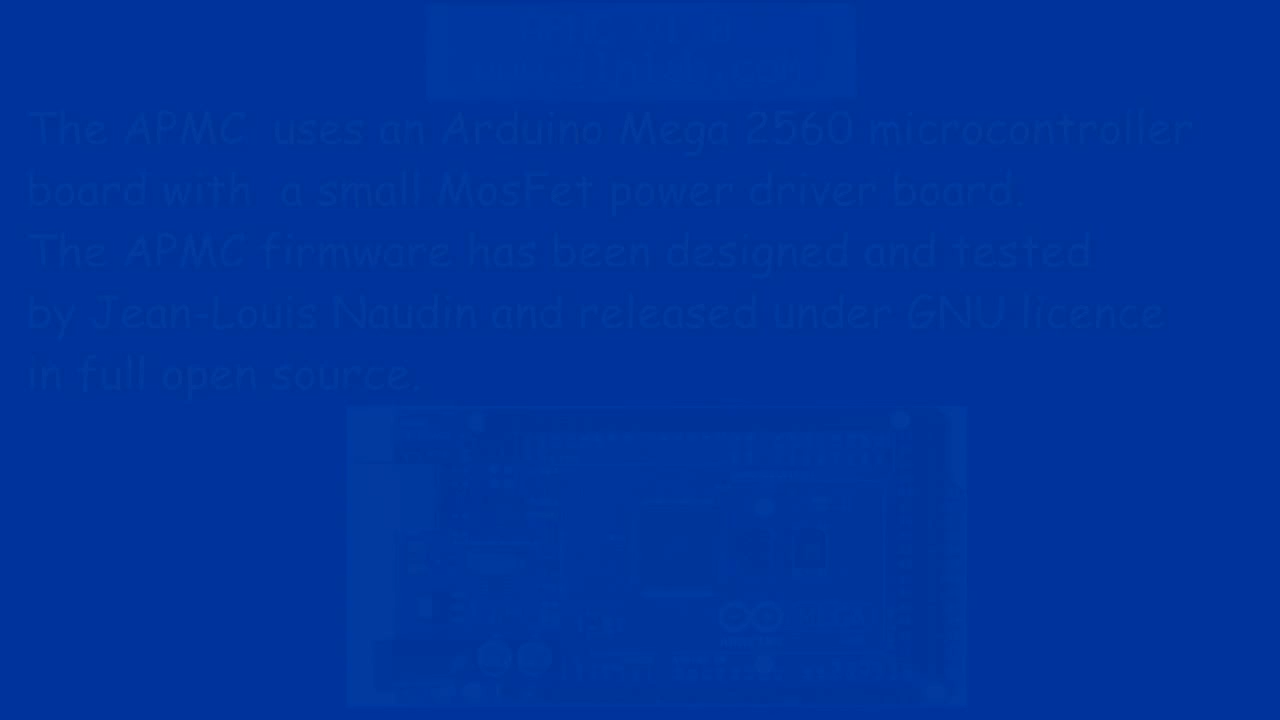 The APMC uses an Arduino Mega 2560 microcontroller
board with a small MosFet power driver board.
The APMC firmware has been designed and tested
by Jean-Louis Naudin and released under GNU licence
in full open source.